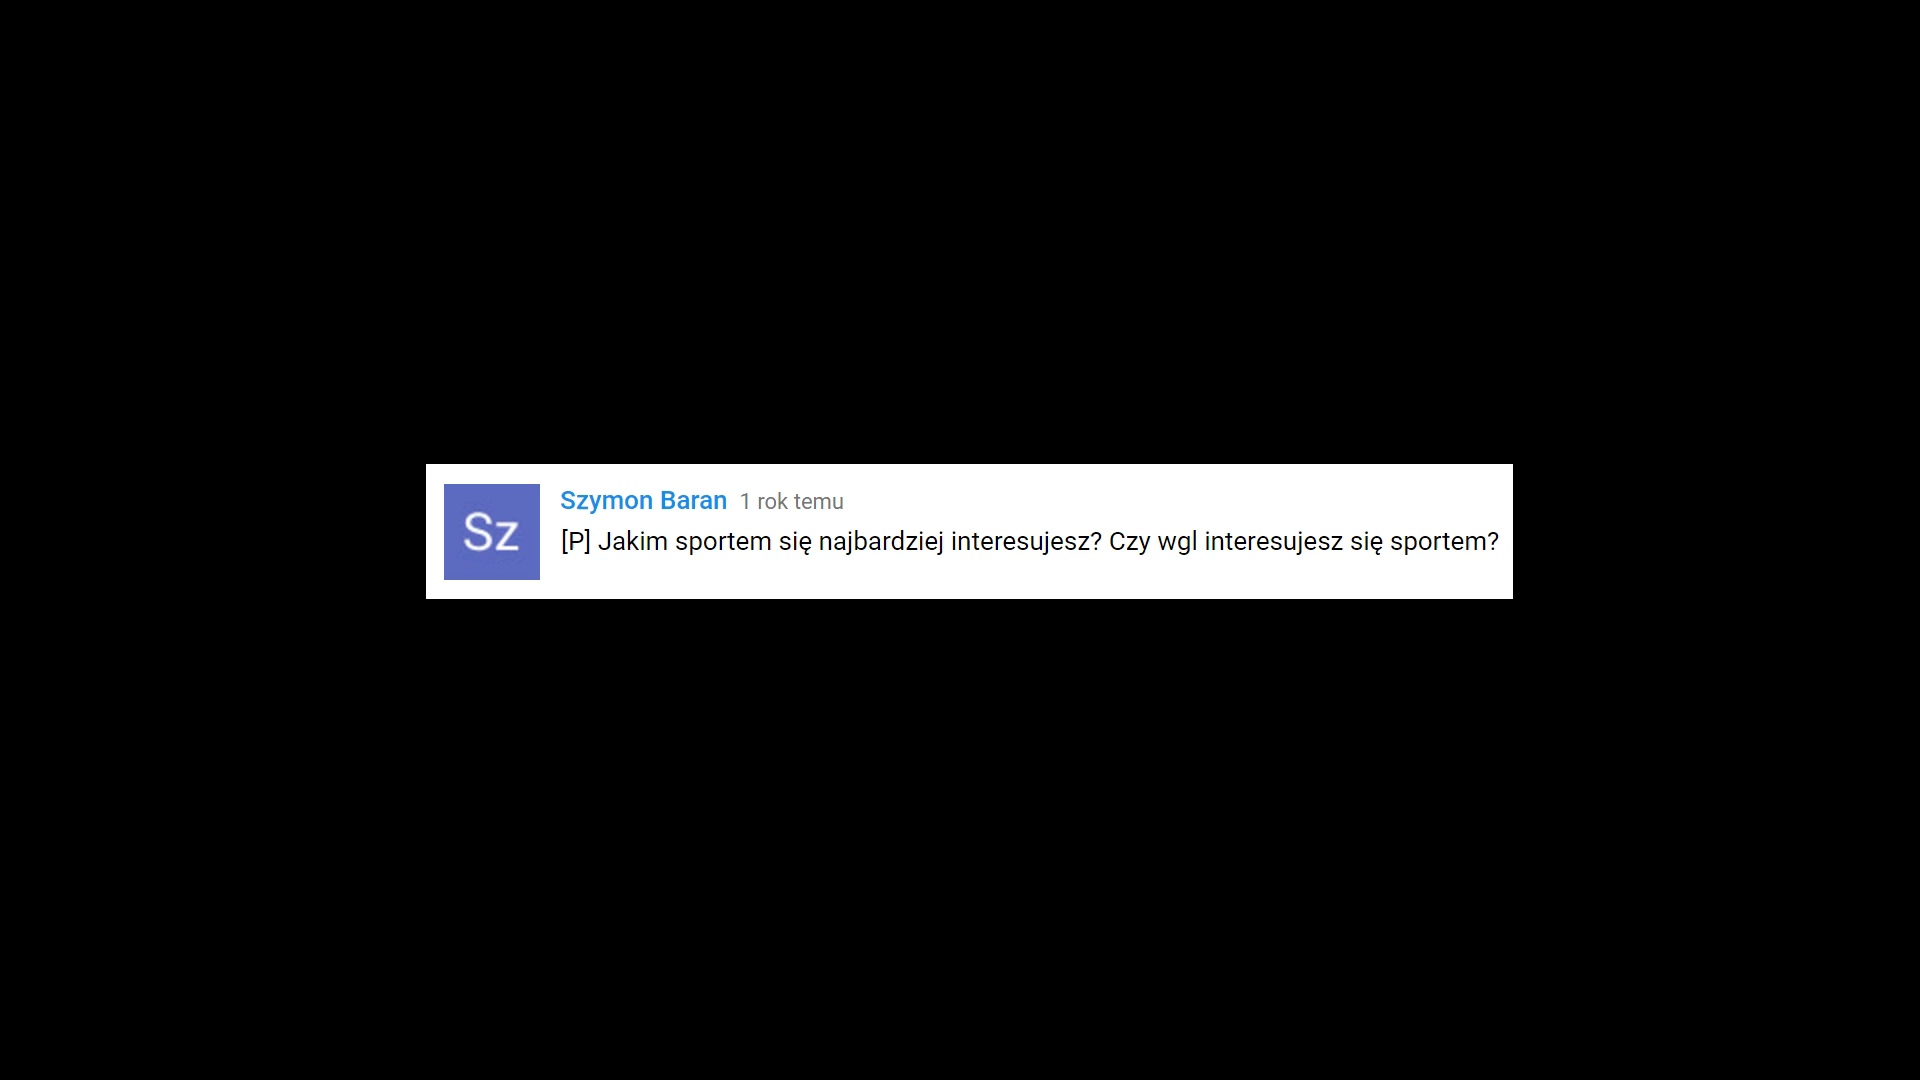 Sz
Szymon Baran 1 rok temu
[P] Jakim sportem się najbardziej interesujesz? Czy wgl interesujesz się sportem?